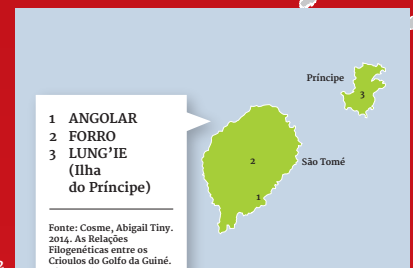 Príncipe
3
1 ANGOLAR
2 FORRO
3 LUNG'IE
(Ilha
do Príncipe)
2
São Tomé
1
Fonte: Cosme, Abigail Tiny.
2014. As Relações
Filogenéticas entre os
Crioulos do Golfo da Guiné.